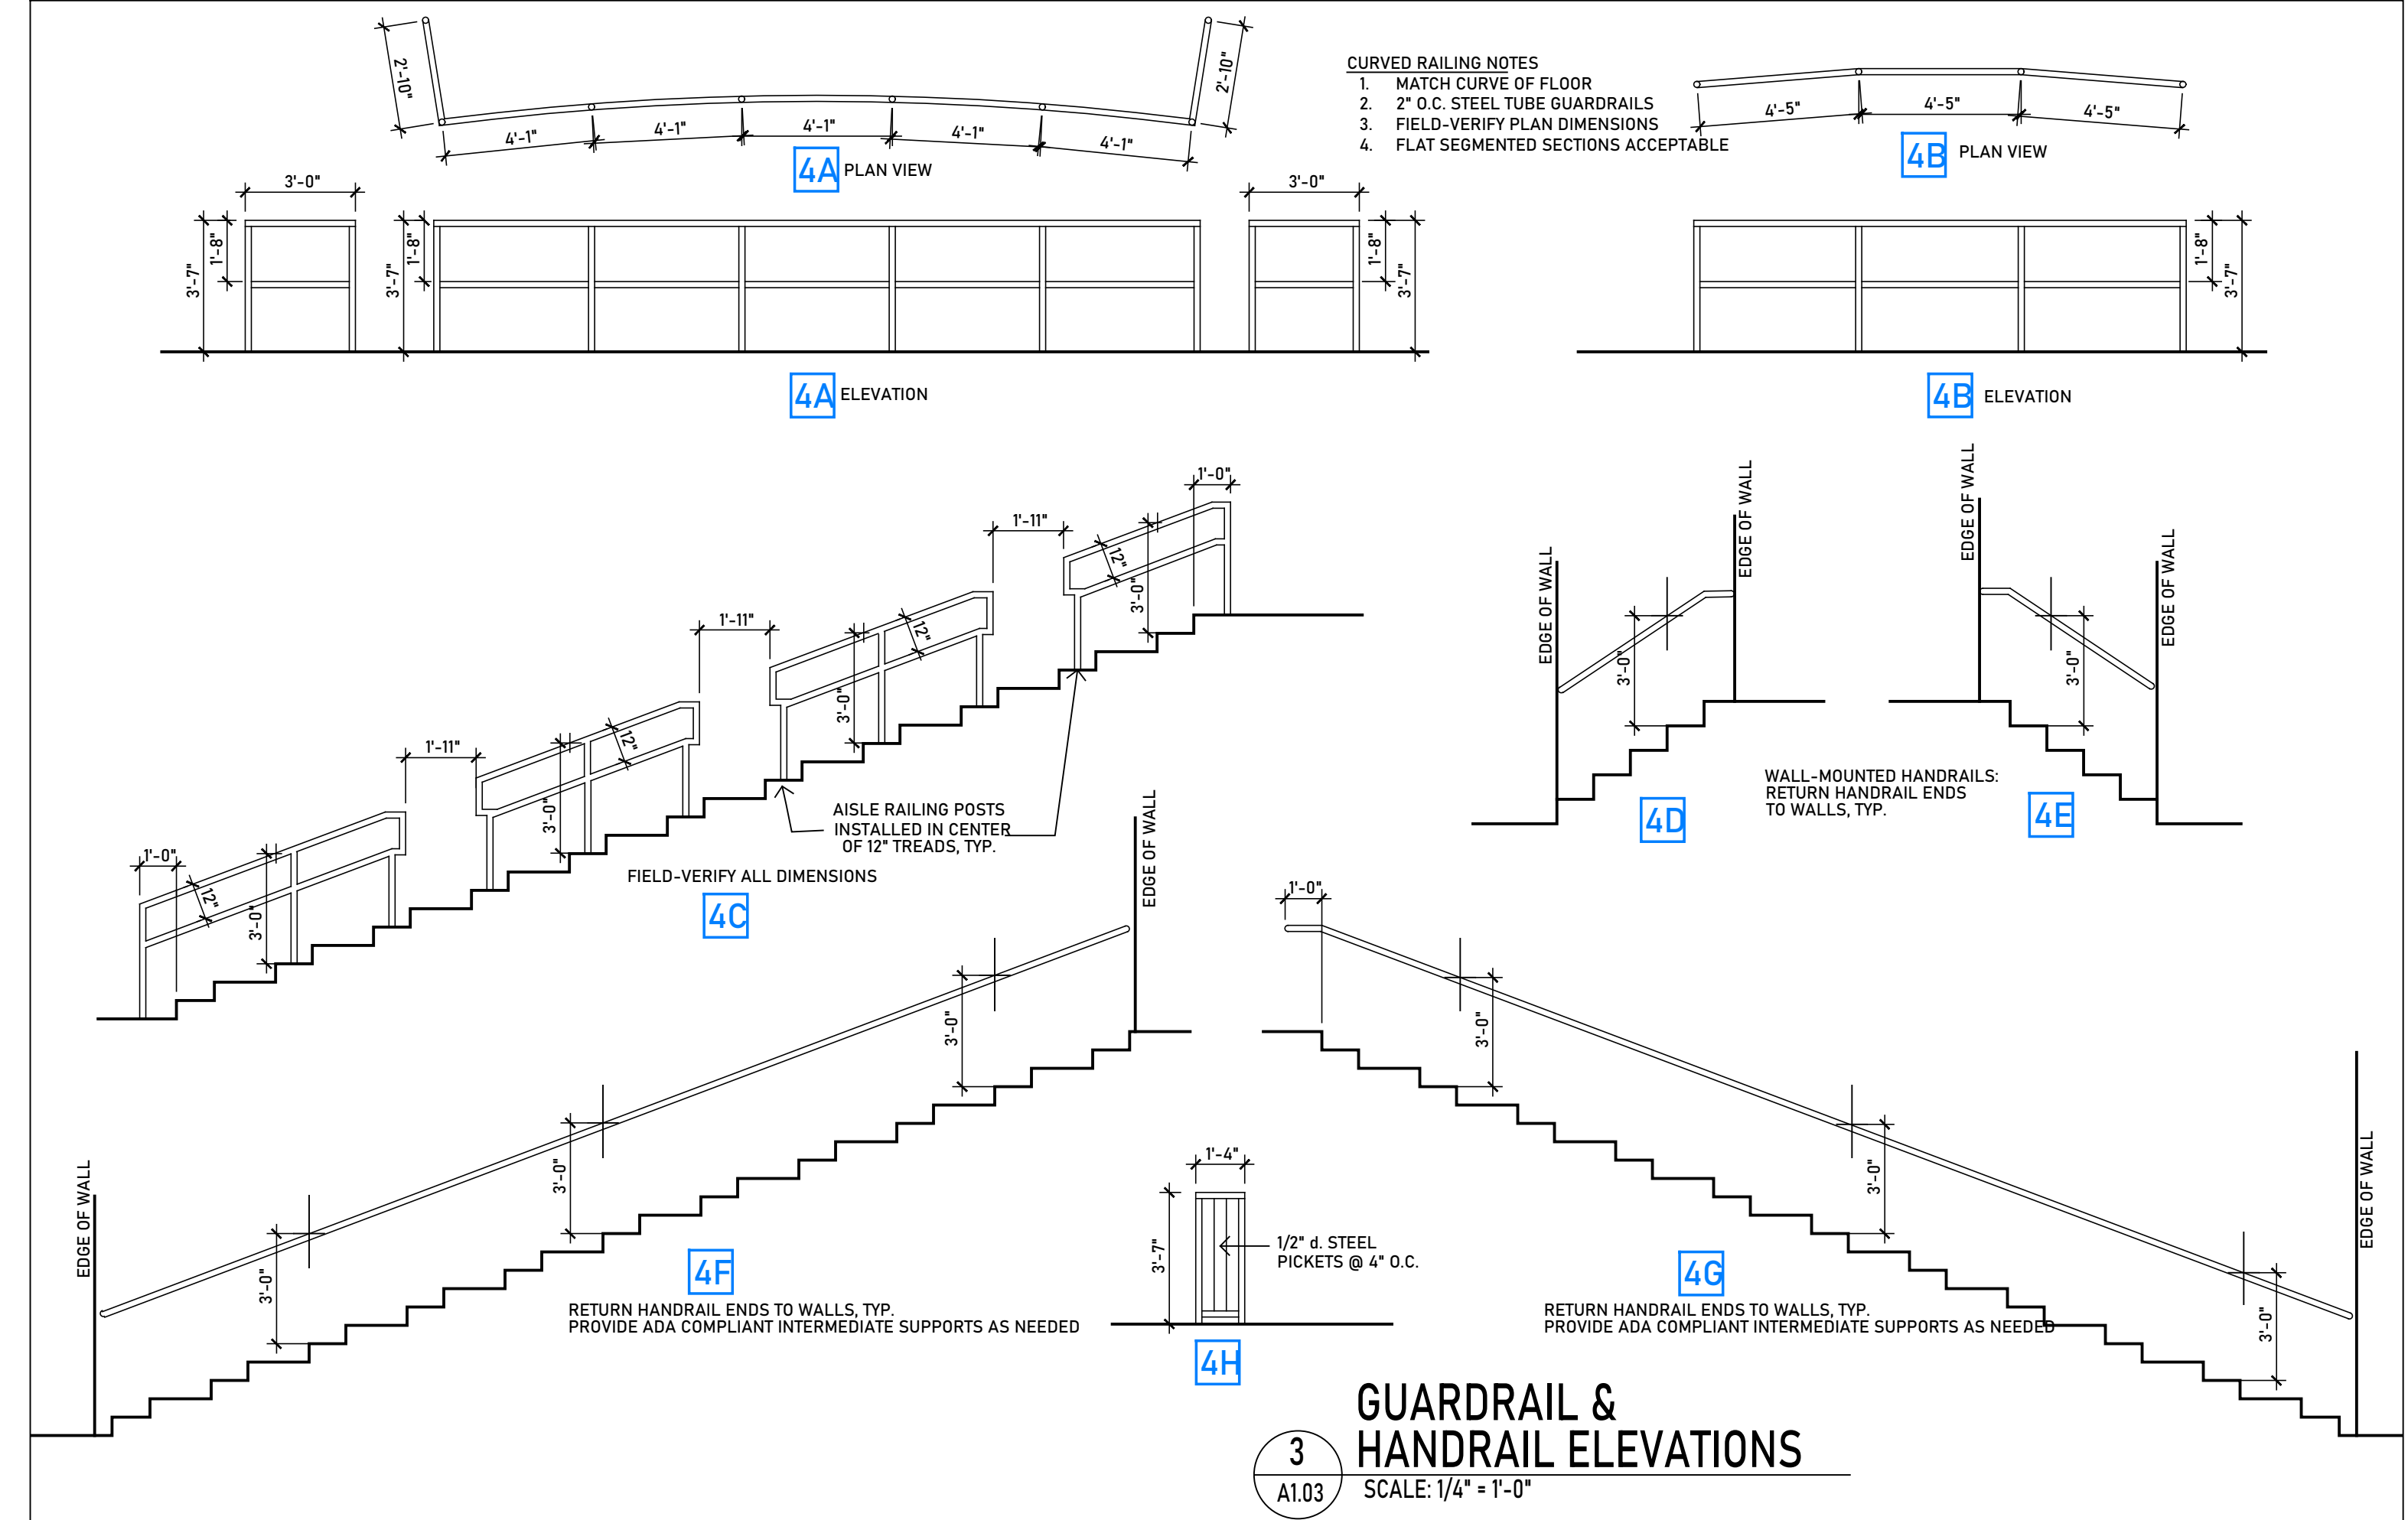 2'-10"
4'-1"
4'-1"
4'-1"
4'-1"
4'-1"
2'-10"
4A PLAN VIEW
CURVED RAILING NOTES
1. MATCH CURVE OF FLOOR
2. 2" O.C. STEEL TUBE GUARDRAILS
3. FIELD-VERIFY PLAN DIMENSIONS
4. FLAT SEGMENTED SECTIONS ACCEPTABLE
4'-5"
4'-5"
4'-5"
4B PLAN VIEW
3'-0"
3'-7"
1'-8"
3'-7"
1'-8"
3'-0"
1'-8"
3'-7"
4A ELEVATION
1'-8"
3'-7"
4B ELEVATION
1'-0"
12"
3'-0"
1'-11"
12"
3'-0"
1'-11"
12"
3'-0"
1'-11"
12"
3'-0"
1'-0"
AISLE RAILING POSTS
INSTALLED IN CENTER
OF 12" TREADS, TYP.
FIELD-VERIFY ALL DIMENSIONS
4C
EDGE OF WALL
EDGE OF WALL
3'-0"
4D
EDGE OF WALL
EDGE OF WALL
3'-0"
4E
WALL-MOUNTED HANDRAILS:
RETURN HANDRAIL ENDS
TO WALLS, TYP.
EDGE OF WALL
3'-0"
3'-0"
3'-0"
EDGE OF WALL
4F
RETURN HANDRAIL ENDS TO WALLS, TYP.
PROVIDE ADA COMPLIANT INTERMEDIATE SUPPORTS AS NEEDED
1'-4"
3'-7"
1/2" d. STEEL
PICKETS @ 4" O.C.
4H
1'-0"
3'-0"
3'-0"
3'-0"
EDGE OF WALL
4G
RETURN HANDRAIL ENDS TO WALLS, TYP.
PROVIDE ADA COMPLIANT INTERMEDIATE SUPPORTS AS NEEDED
3
A1.03
GUARDRAIL &
HANDRAIL ELEVATIONS
SCALE: 1/4" = 1'-0"